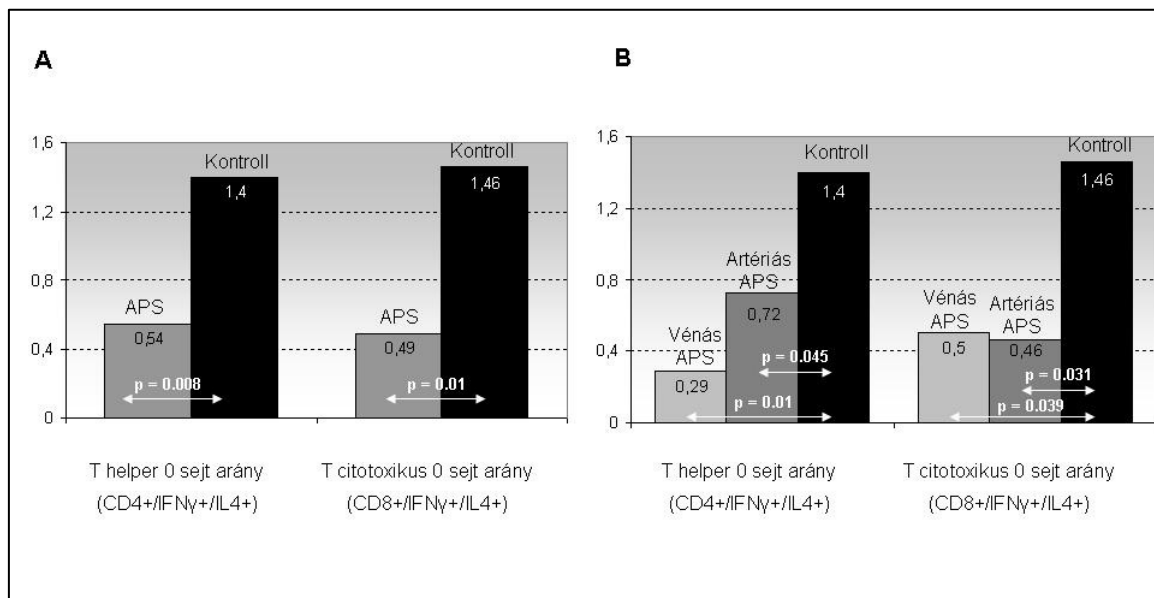 A
1,6
1,2
0,8
0,4
0
APS
0,54
Kontroll
1,4
p = 0.008
APS
0,49
Kontroll
1,46
p = 0.01
T helper 0 sejt arány
(CD4+/IFNγ+/IL4+)
T citotoxikus 0 sejt arány
(CD8+/IFNγ+/IL4+)
B
1,6
1,2
0,8
0,4
0
Vénás
APS
0,29
Artériás
APS
0,72
Kontroll
1,4
p = 0.045
p = 0.01
Vénás
APS
0,5
Artériás
APS
0,46
Kontroll
1,46
p = 0.031
p = 0.039
T helper 0 sejt arány
(CD4+/IFNγ+/IL4+)
T citotoxikus 0 sejt arány
(CD8+/IFNγ+/IL4+)